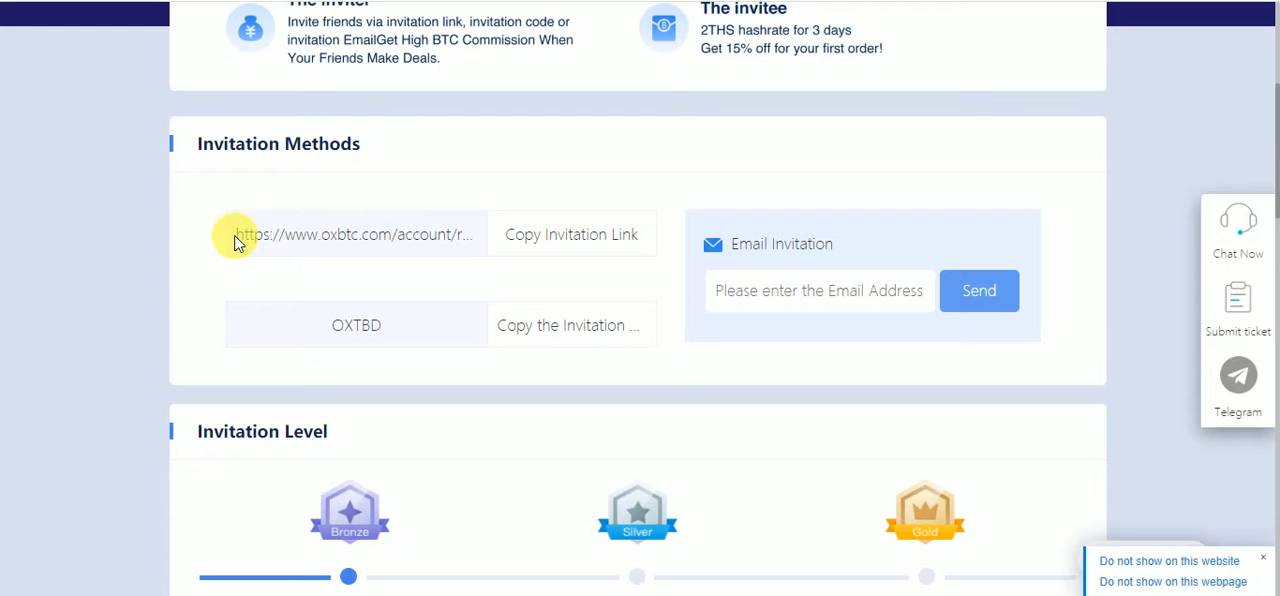 The inviter
Invite friends via invitation link, invitation code or
invitation EmailGet High BTC Commission When
Your Friends Make Deals.
The invitee
2THS hashrate for 3 days
Get 15% off for your first order!
Invitation Methods
https://www.oxbtc.com/account/r...
Copy Invitation Link
OXTBD
Copy the Invitation ...
Email Invitation
Please enter the Email Address
Send
Chat Now
Submit ticket
Telegram
Invitation Level
Bronze
Silver
Gold
Do not show on this website
Do not show on this webpage